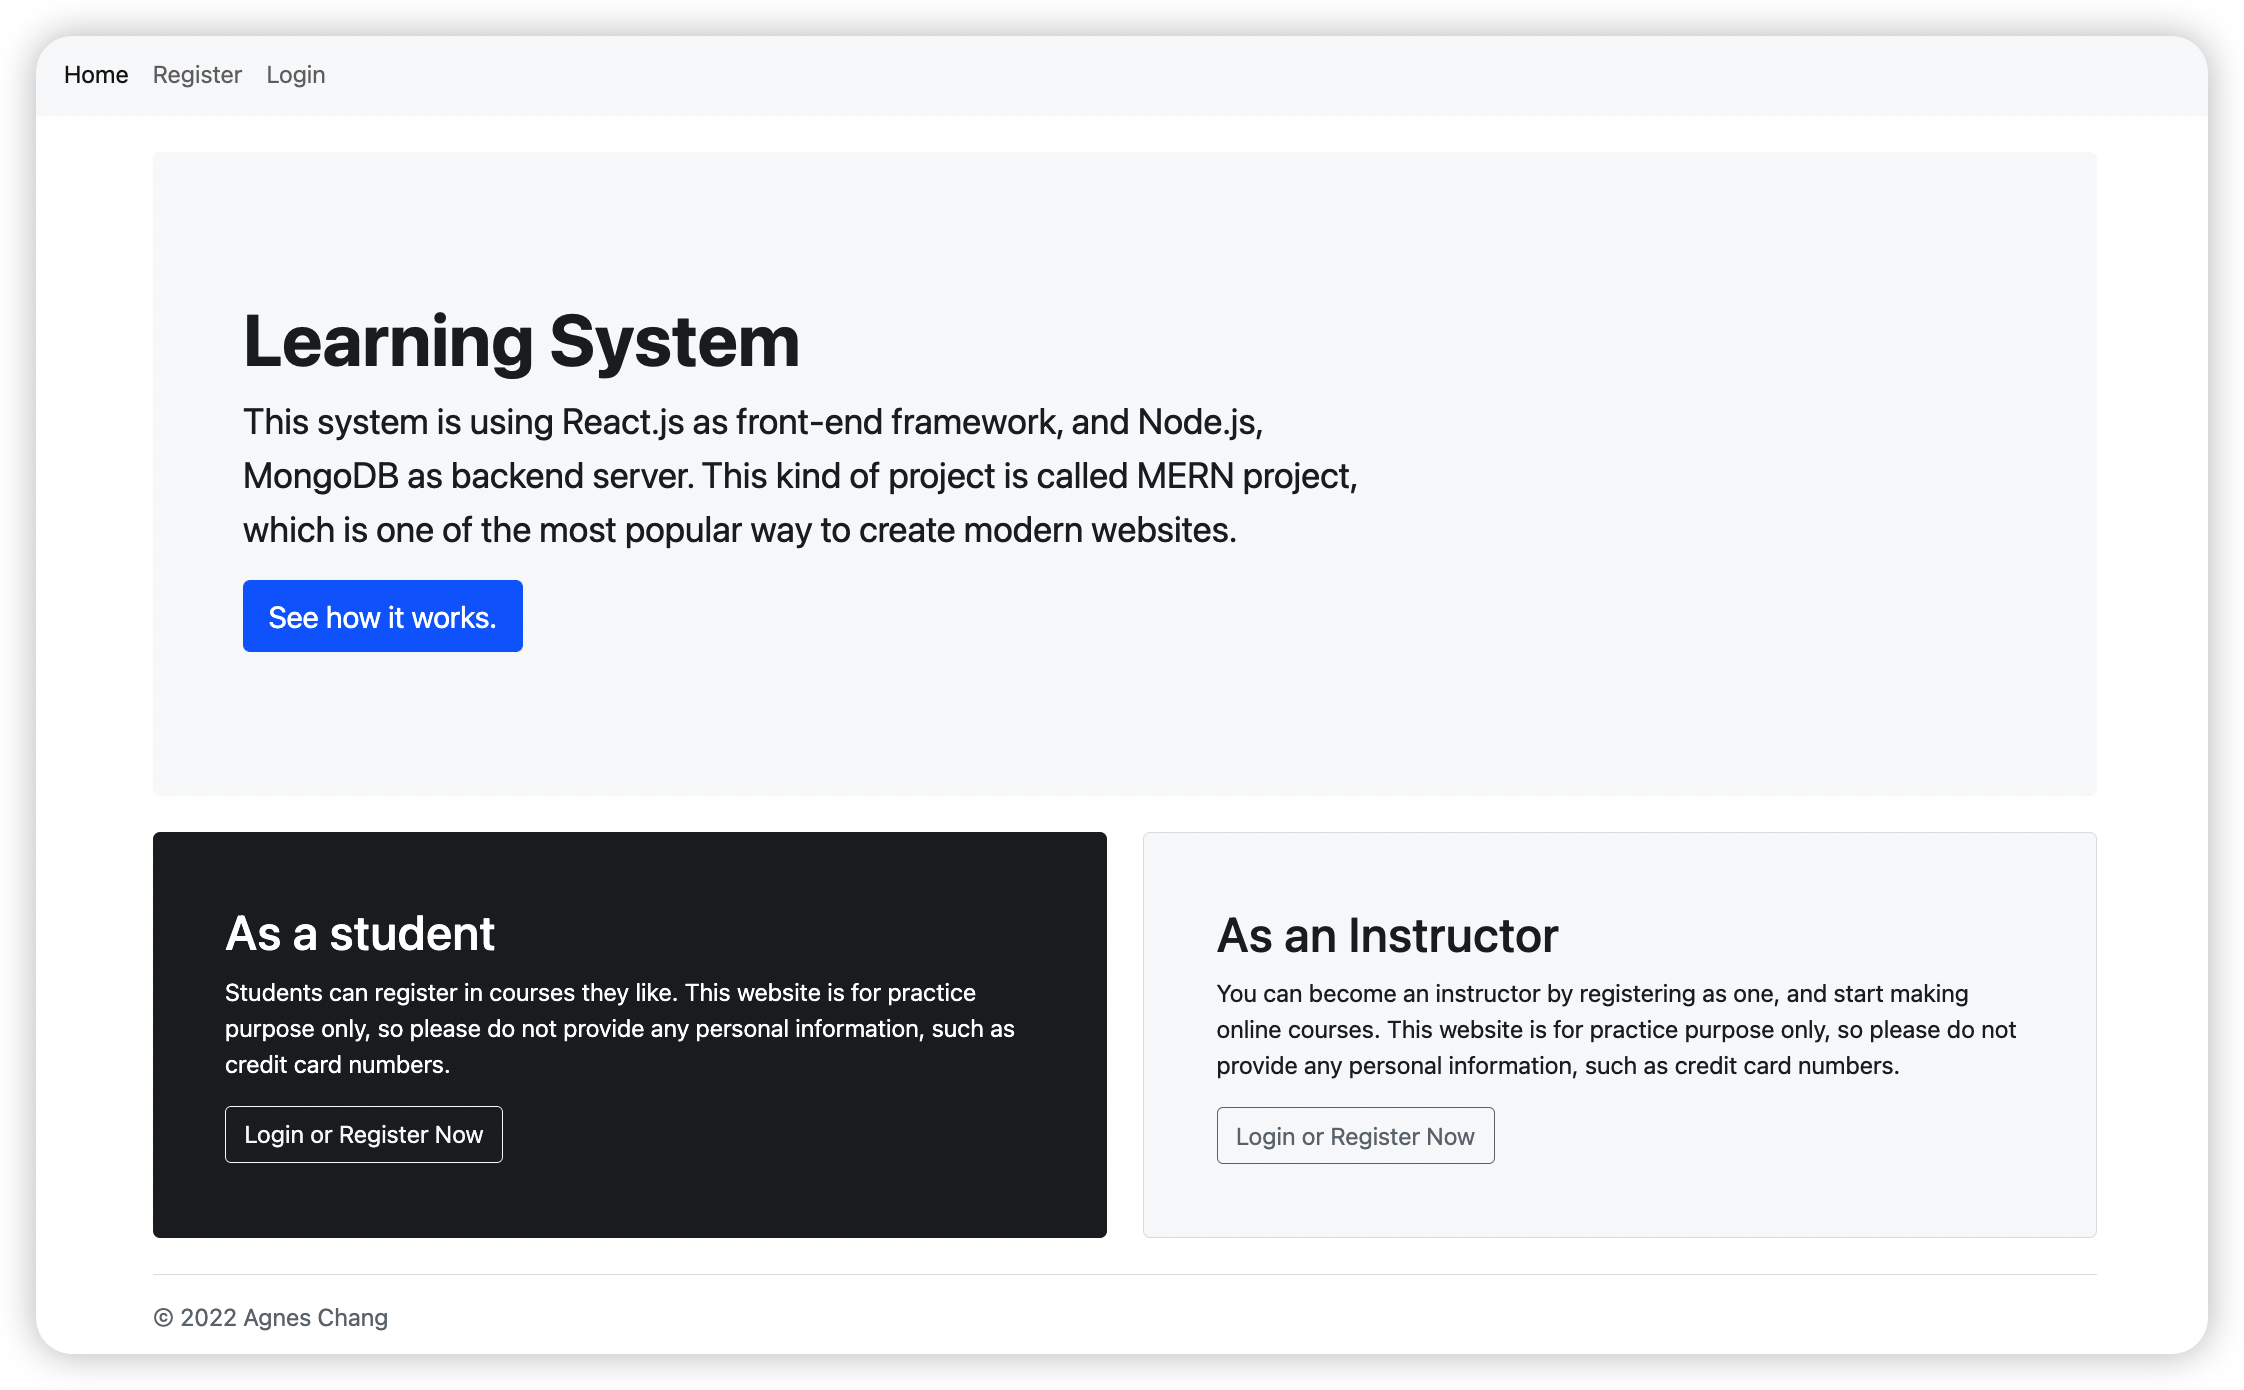 Home Register Login
Learning System
This system is using React.js as front-end framework, and Node.js,
MongoDB as backend server. This kind of project is called MERN project,
which is one of the most popular way to create modern websites.
See how it works.
As a student
Students can register in courses they like. This website is for practice
purpose only, so please do not provide any personal information, such as
credit card numbers.
Login or Register Now
As an Instructor
You can become an instructor by registering as one, and start making
online courses. This website is for practice purpose only, so please do not
provide any personal information, such as credit card numbers.
Login or Register Now
© 2022 Agnes Chang